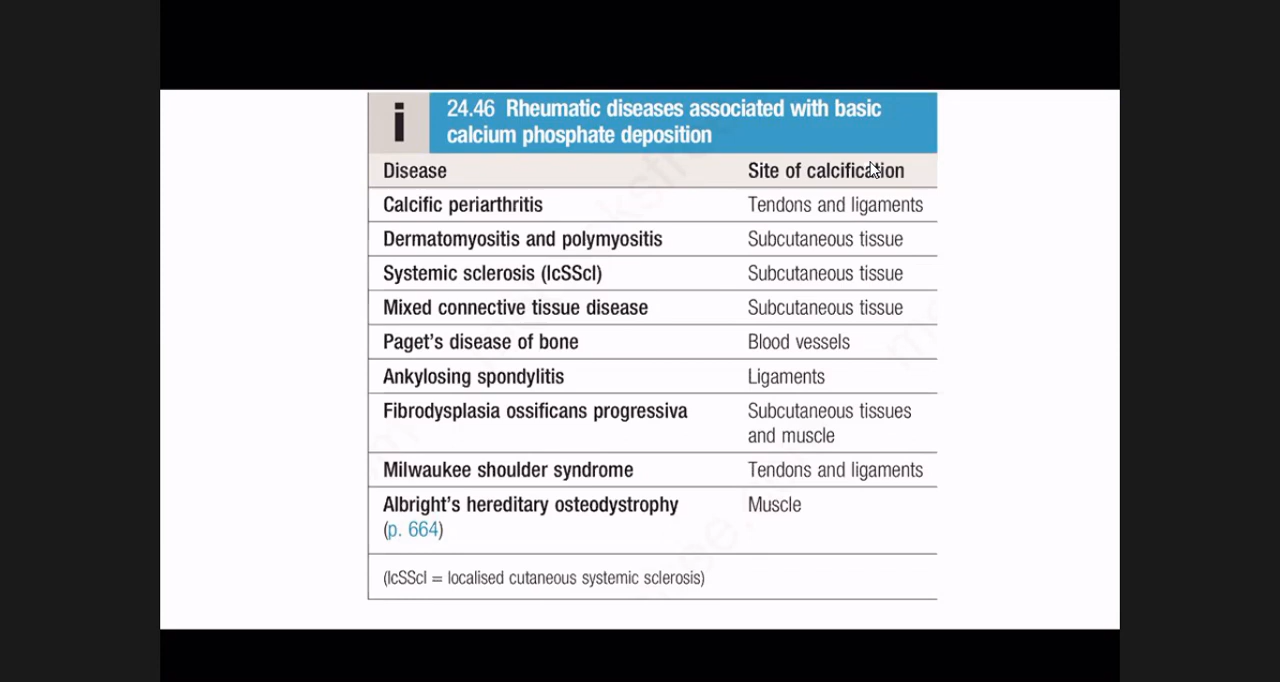 i
24.46 Rheumatic diseases associated with basic
calcium phosphate deposition
Disease Site of calcification
Calcific periarthritis Tendons and ligaments
Dermatomyositis and polymyositis Subcutaneous tissue
Systemic sclerosis (lcSScl) Subcutaneous tissue
Mixed connective tissue disease Subcutaneous tissue
Paget's disease of bone Blood vessels
Ankylosing spondylitis Ligaments
Fibrodysplasia ossificans progressiva Subcutaneous tissues
and muscle
Milwaukee shoulder syndrome Tendons and ligaments
Albright's hereditary osteodystrophy Muscle
(p. 664)
(lcSScl = localised cutaneous systemic sclerosis)